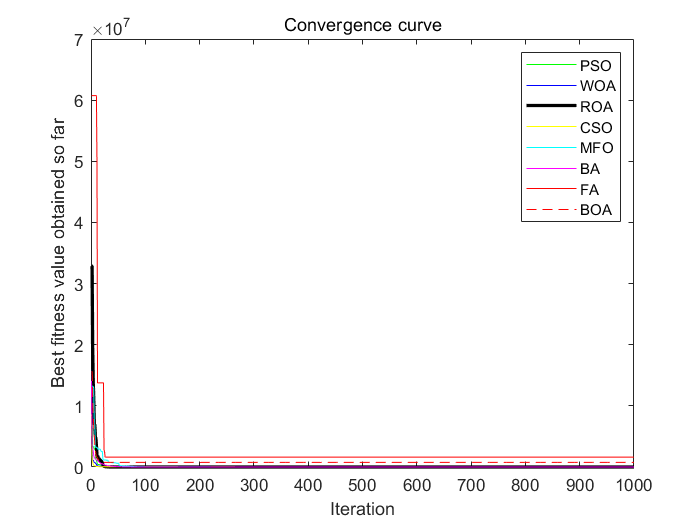 Convergence curve
×10^7
7
6
5
4
3
2
1
0
Best fitness value obtained so far
0 100 200 300 400 500 600 700 800 900 1000
Iteration
PSO
WOA
ROA
CSO
MFO
BA
FA
BOA